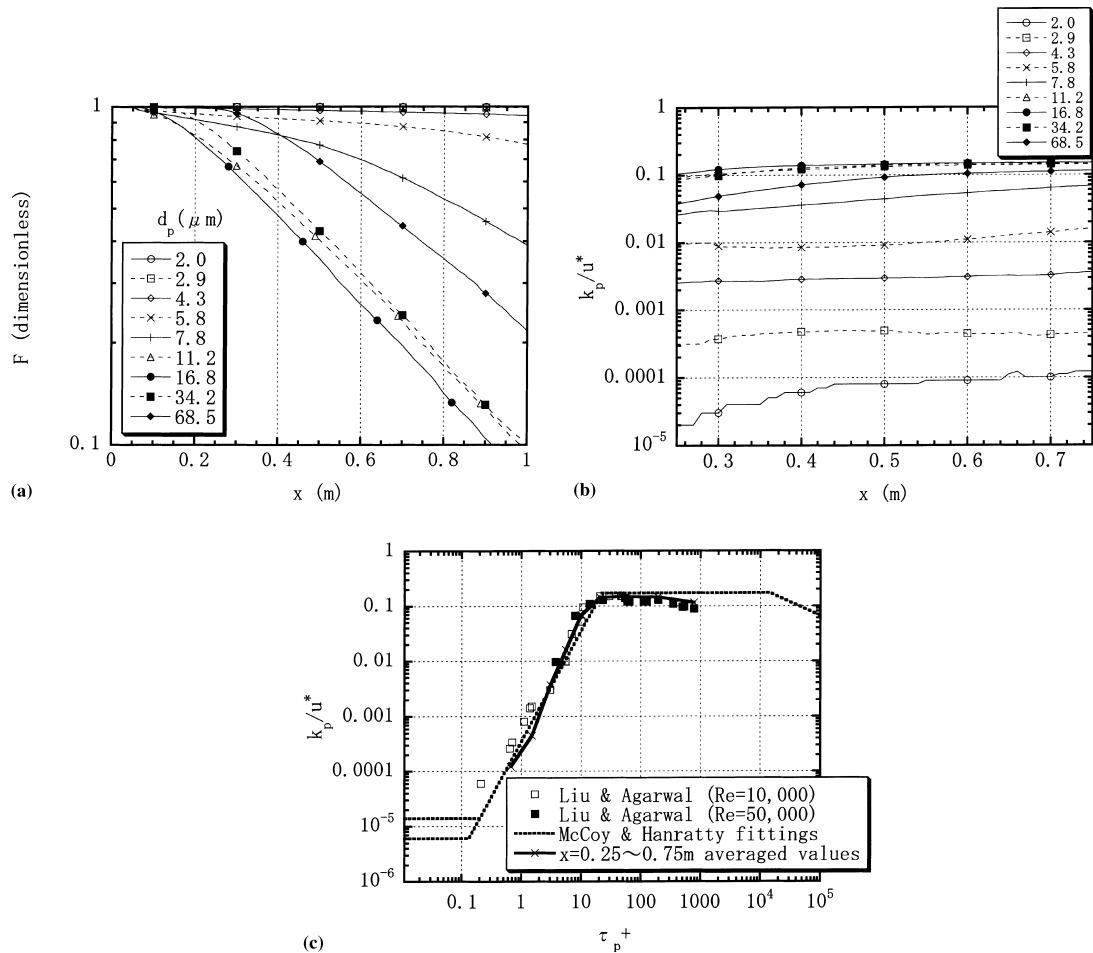 1
0.1
F (dimensionless)
d_p (μm)
2.0
2.9
4.3
5.8
7.8
11.2
16.8
34.2
68.5
0 0.2 0.4 0.6 0.8 1
x (m)
(a)
2.0
2.9
4.3
5.8
7.8
11.2
16.8
34.2
68.5
1
0.1
0.01
0.001
0.0001
10^-5
k_p/u*
0.3 0.4 0.5 0.6 0.7
x (m)
(b)
1
0.1
0.01
0.001
0.0001
10^-5
10^-6
k_p/u*
Liu & Agarwal (Re=10,000)
Liu & Agarwal (Re=50,000)
McCoy & Hanratty fittings
x=0.25～0.75m averaged values
0.1 1 10 100 1000 10^4 10^5
τ_p+
(c)